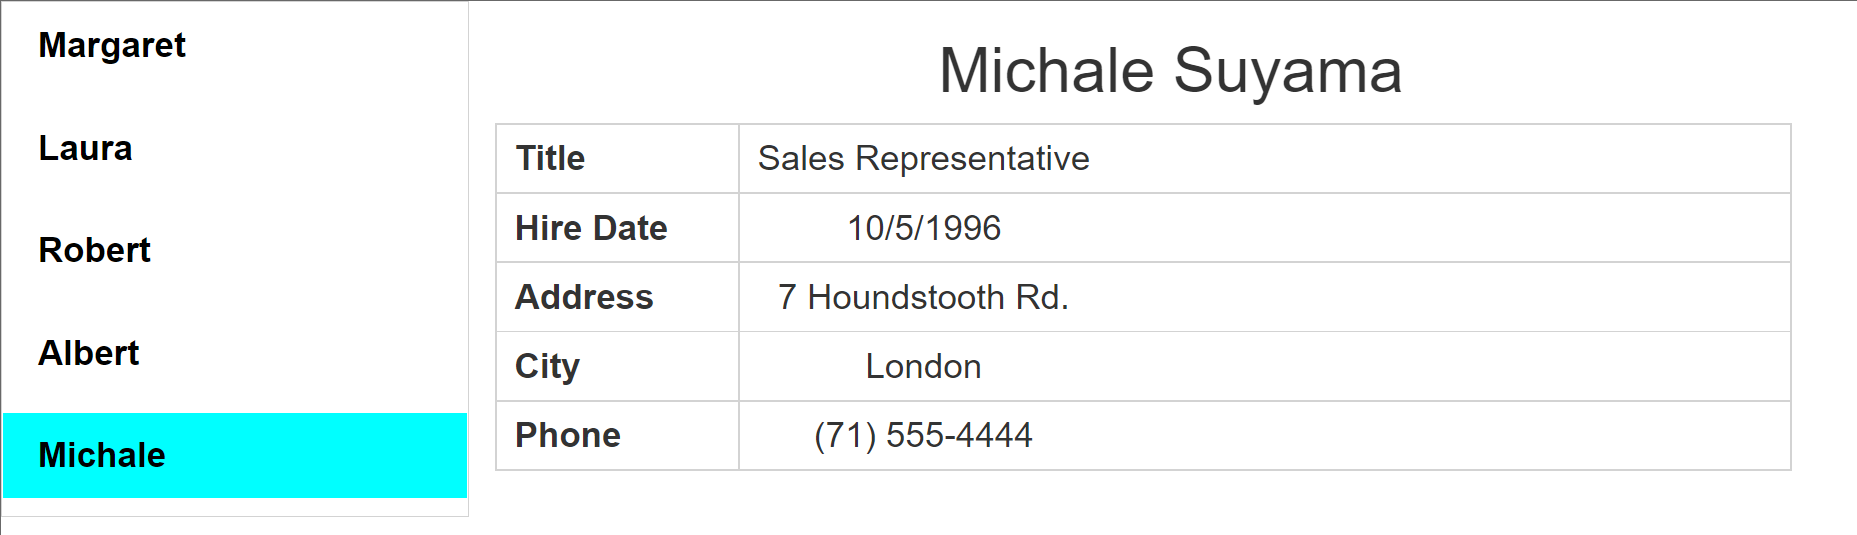 Margaret
Laura
Robert
Albert
Michale
Michale Suyama
Title Sales Representative
Hire Date 10/5/1996
Address 7 Houndstooth Rd.
City London
Phone (71) 555-4444